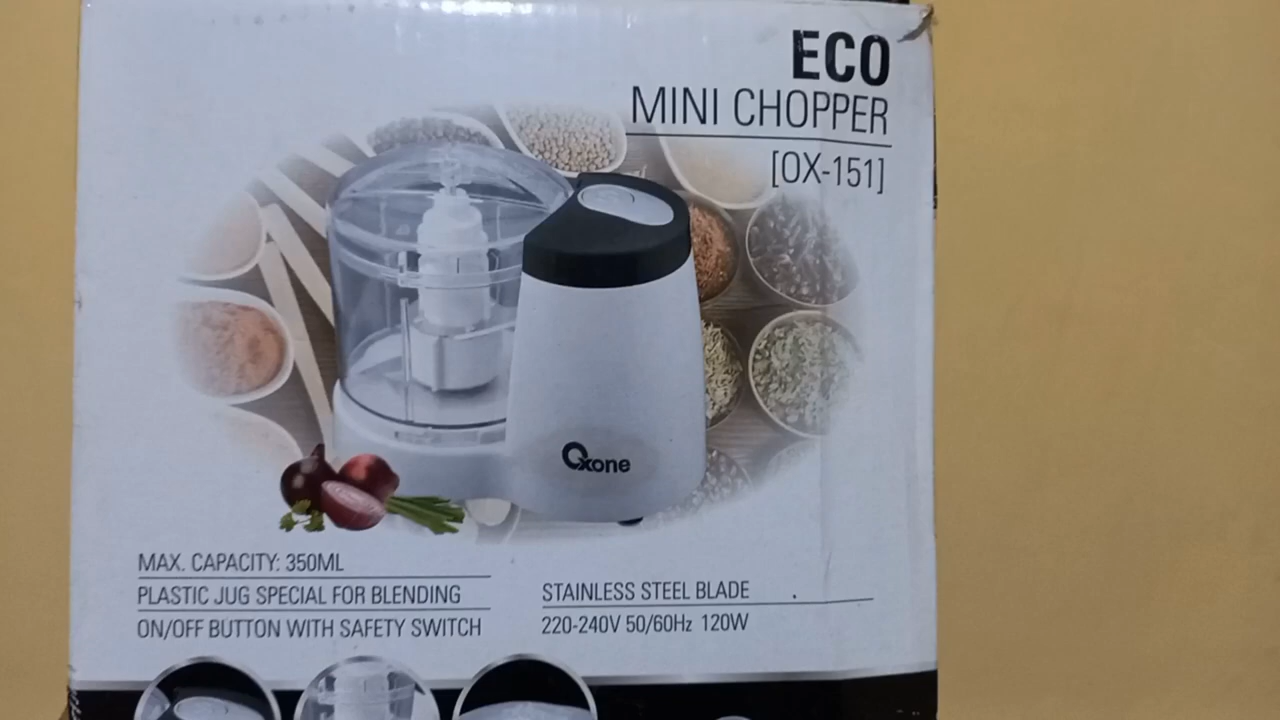 ECO
MINI CHOPPER
[OX-151]
Oxone
MAX. CAPACITY: 350ML
PLASTIC JUG SPECIAL FOR BLENDING
ON/OFF BUTTON WITH SAFETY SWITCH
STAINLESS STEEL BLADE
220-240V 50/60Hz 120W